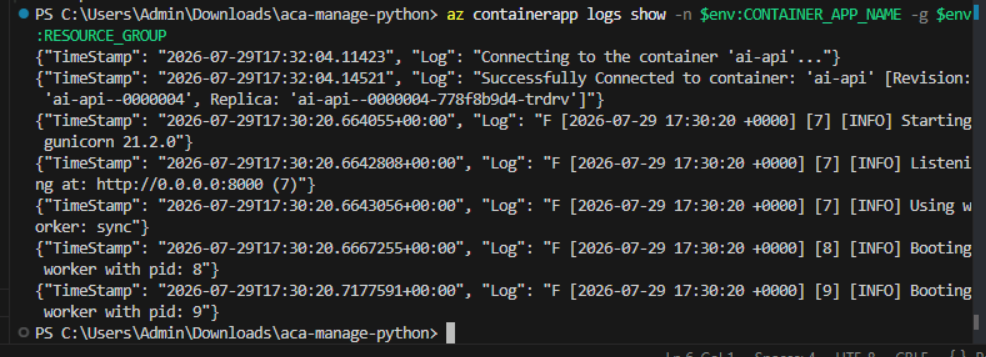 PS C:\Users\Admin\Downloads\aca-manage-python> az containerapp logs show -n $env:CONTAINER_APP_NAME -g $env
:RESOURCE_GROUP
{"TimeStamp": "2026-07-29T17:32:04.11423", "Log": "Connecting to the container 'ai-api'..."}
{"TimeStamp": "2026-07-29T17:32:04.14521", "Log": "Successfully Connected to container: 'ai-api' [Revision:
'ai-api--0000004', Replica: 'ai-api--0000004-778f8b9d4-trdrv']"}
{"TimeStamp": "2026-07-29T17:30:20.664055+00:00", "Log": "F [2026-07-29 17:30:20 +0000] [7] [INFO] Starting
gunicorn 21.2.0"}
{"TimeStamp": "2026-07-29T17:30:20.6642808+00:00", "Log": "F [2026-07-29 17:30:20 +0000] [7] [INFO] Listeni
ng at: http://0.0.0.0:8000 (7)"}
{"TimeStamp": "2026-07-29T17:30:20.6643056+00:00", "Log": "F [2026-07-29 17:30:20 +0000] [7] [INFO] Using w
orker: sync"}
{"TimeStamp": "2026-07-29T17:30:20.6667255+00:00", "Log": "F [2026-07-29 17:30:20 +0000] [8] [INFO] Booting
worker with pid: 8"}
{"TimeStamp": "2026-07-29T17:30:20.7177591+00:00", "Log": "F [2026-07-29 17:30:20 +0000] [9] [INFO] Booting
worker with pid: 9"}
PS C:\Users\Admin\Downloads\aca-manage-python>